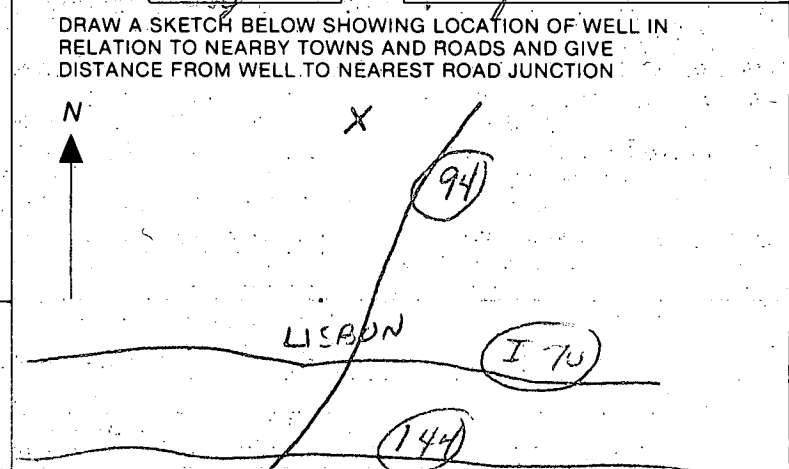 DRAW A SKETCH BELOW SHOWING LOCATION OF WELL IN
RELATION TO NEARBY TOWNS AND ROADS AND GIVE
DISTANCE FROM WELL TO NEAREST ROAD JUNCTION
N
X
94
LISBON
I 70
144